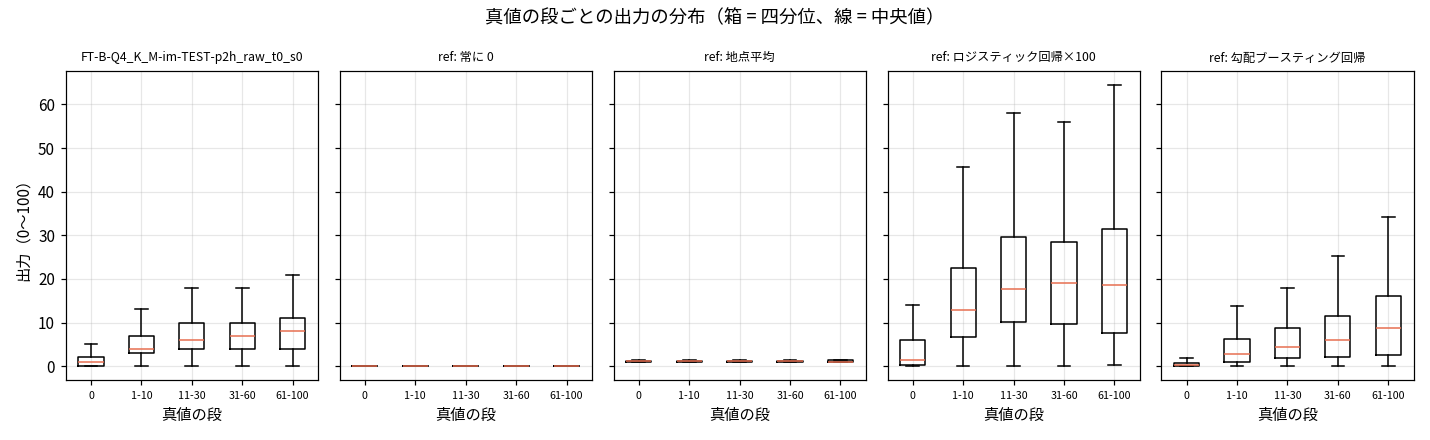 真値の段ごとの出力の分布（箱 = 四分位、線 = 中央値）
FT-B-Q4_K_M-im-TEST-p2h_raw_t0_s0
ref: 常に 0
ref: 地点平均
ref: ロジスティック回帰×100
ref: 勾配ブースティング回帰
出力（0～100）
60
50
40
30
20
10
0
0 1-10 11-30 31-60 61-100
0 1-10 11-30 31-60 61-100
0 1-10 11-30 31-60 61-100
0 1-10 11-30 31-60 61-100
0 1-10 11-30 31-60 61-100
真値の段
真値の段
真値の段
真値の段
真値の段